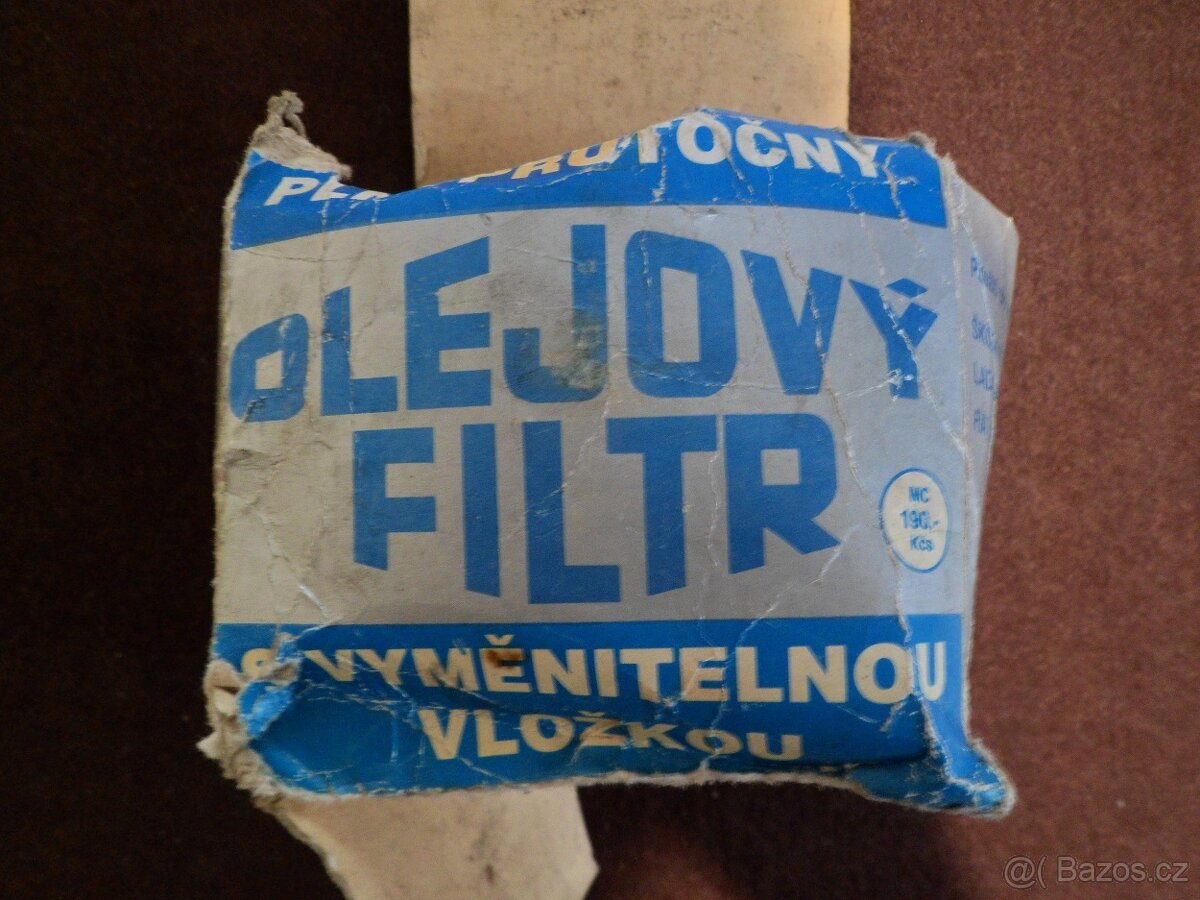 PRŮTOČNÝ
OLEJOVÝ
FILTR
MC
190,-
Kčs
S VYMĚNITELNOU
VLOŽKOU
@( Bazos.cz